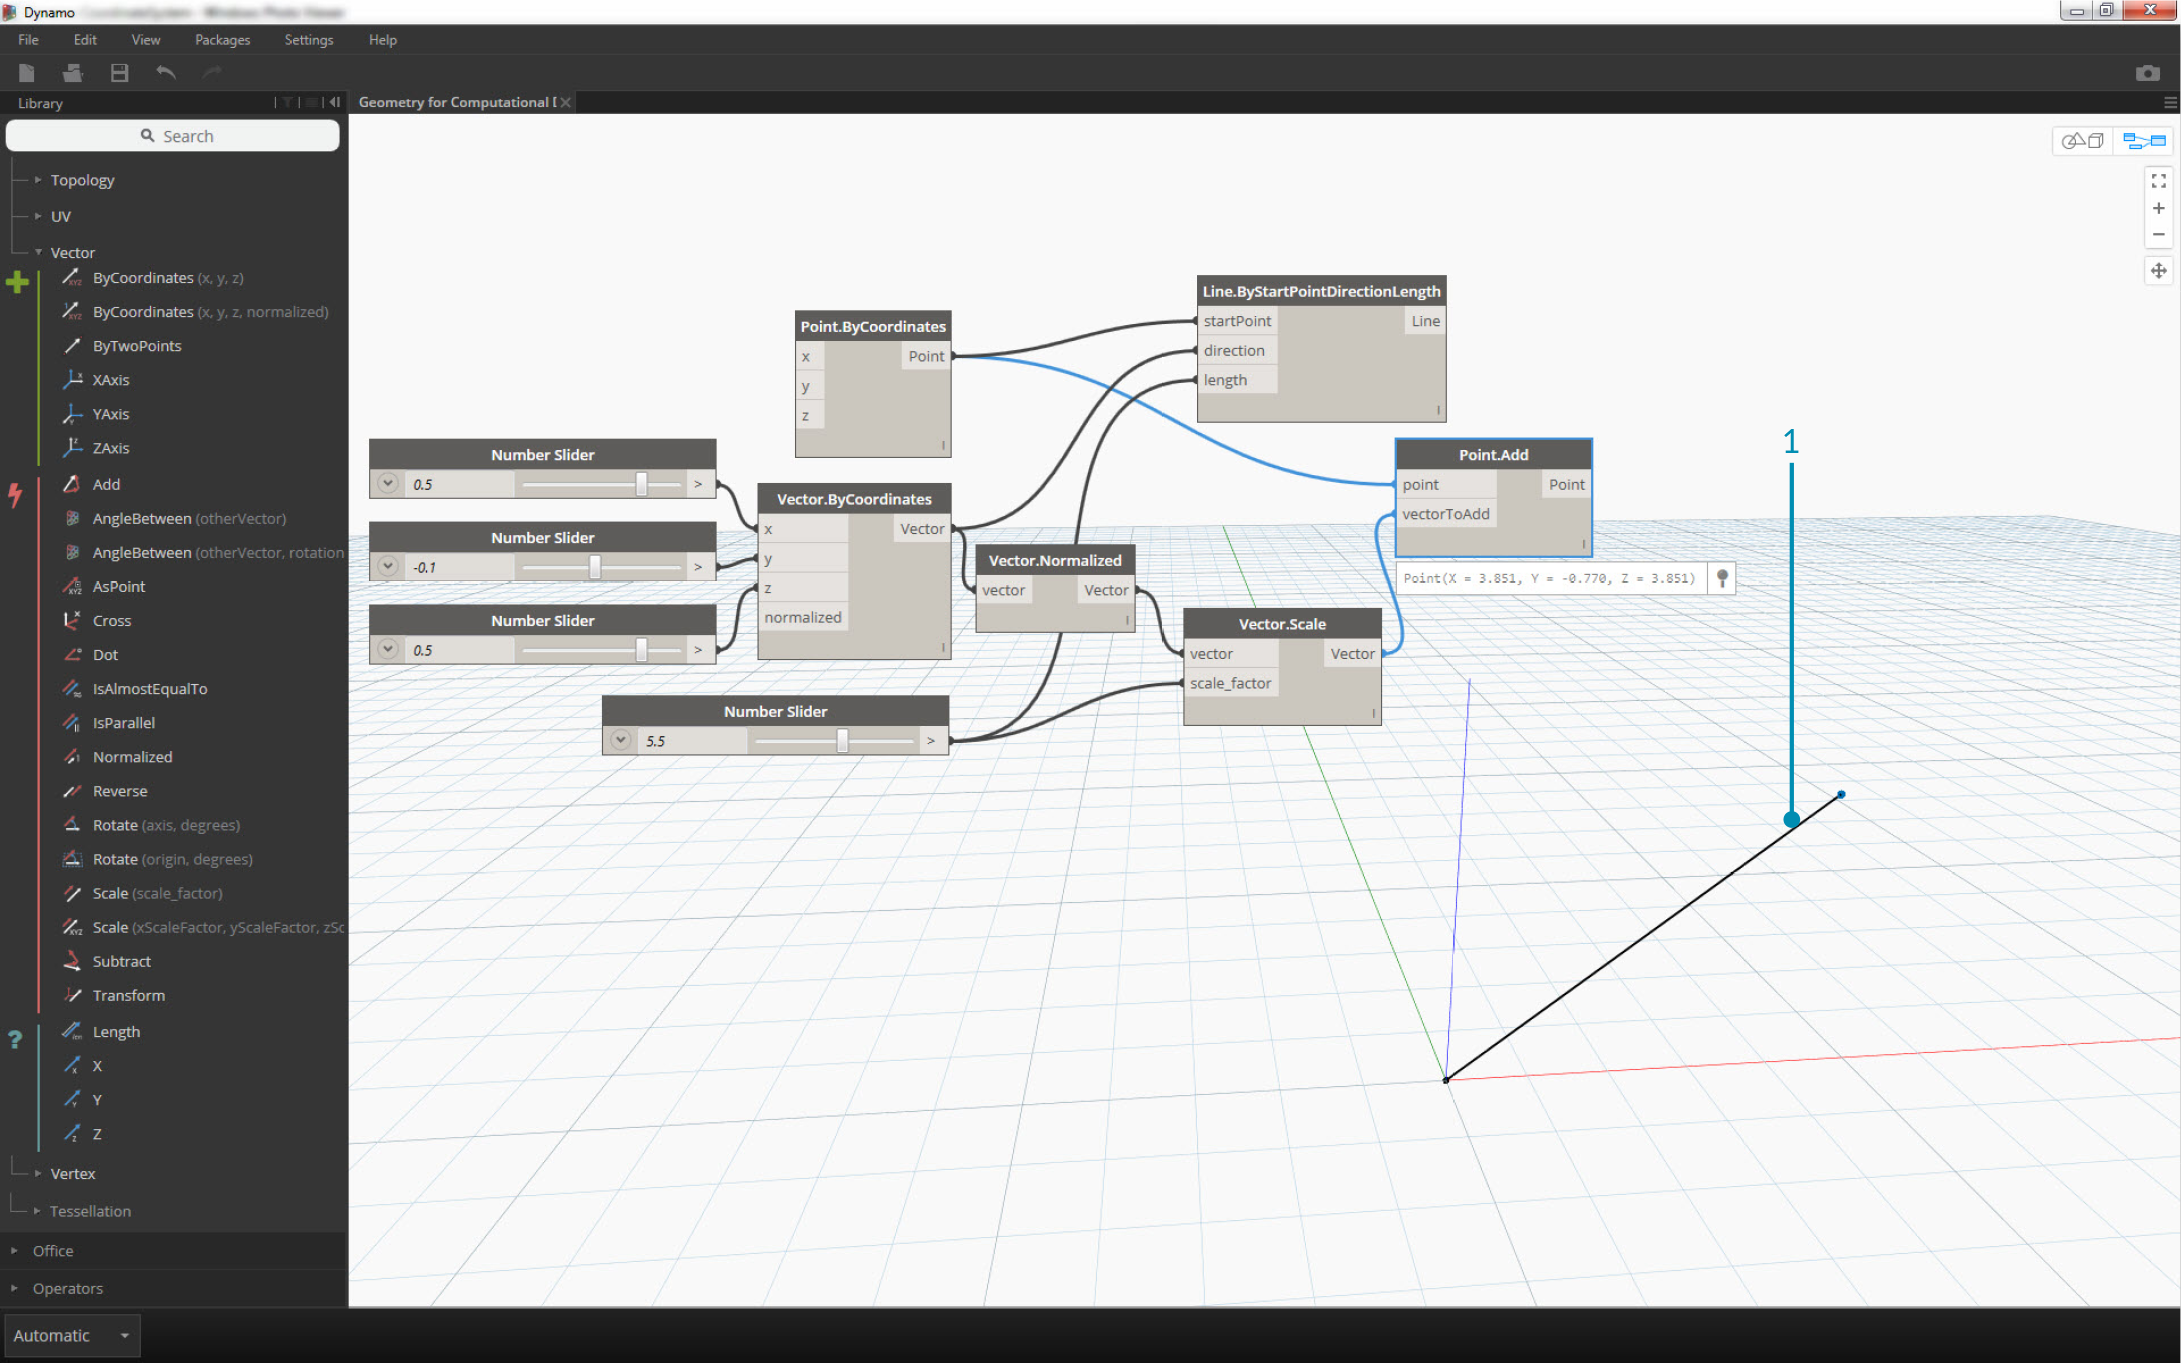 Dynamo
File Edit View Packages Settings Help
Library
Geometry for Computational
Search
Topology
UV
Vector
ByCoordinates (x, y, z)
ByCoordinates (x, y, z, normalized)
ByTwoPoints
XAxis
YAxis
ZAxis
Add
AngleBetween (otherVector)
AngleBetween (otherVector, rotation
AsPoint
Cross
Dot
IsAlmostEqualTo
IsParallel
Normalized
Reverse
Rotate (axis, degrees)
Rotate (origin, degrees)
Scale (scale_factor)
Scale (xScaleFactor, yScaleFactor, zSc
Subtract
Transform
Length
X
Y
Z
Vertex
Tessellation
Office
Operators
Automatic
Number Slider
0.5 >
Number Slider
-0.1 >
Number Slider
0.5 >
Number Slider
5.5 >
Point.ByCoordinates
x Point
y
z
Vector.ByCoordinates
x Vector
y
z
normalized
Vector.Normalized
vector Vector
Line.ByStartPointDirectionLength
startPoint Line
direction
length
Vector.Scale
vector Vector
scale_factor
Point.Add
point Point
vectorToAdd
Point(X = 3.851, Y = -0.770, Z = 3.851)
1